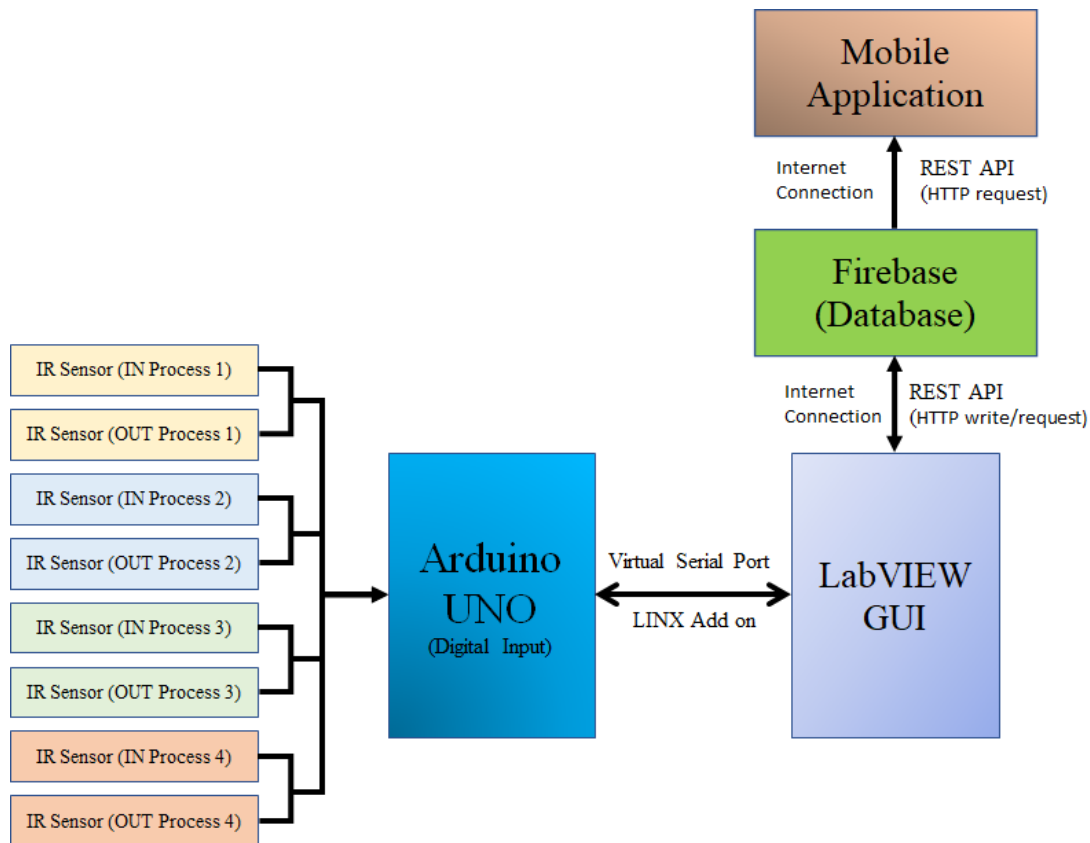 Mobile
Application
Internet
Connection
REST API
(HTTP request)
Firebase
(Database)
Internet
Connection
REST API
(HTTP write/request)
IR Sensor (IN Process 1)
IR Sensor (OUT Process 1)
IR Sensor (IN Process 2)
IR Sensor (OUT Process 2)
IR Sensor (IN Process 3)
IR Sensor (OUT Process 3)
IR Sensor (IN Process 4)
IR Sensor (OUT Process 4)
Arduino
UNO
(Digital Input)
Virtual Serial Port
LINX Add on
LabVIEW
GUI